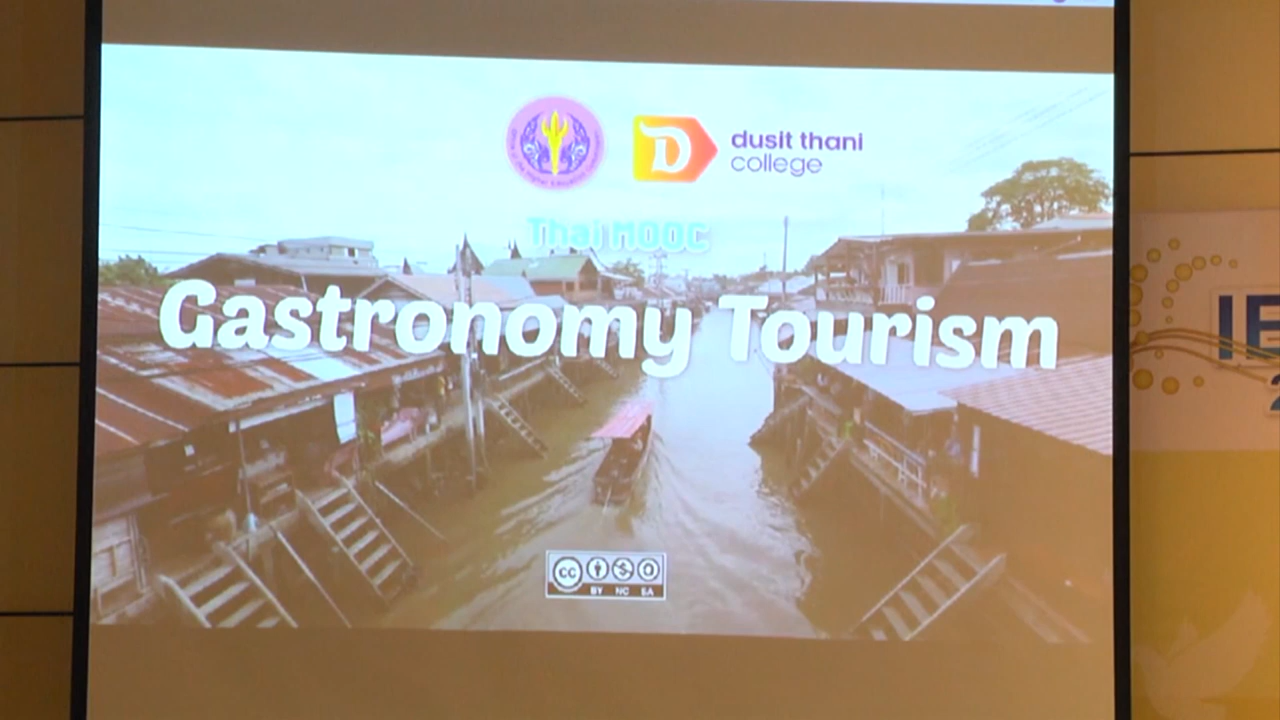 dusit thani
college
Thai MOOC
Gastronomy Tourism
cc
BY NC SA